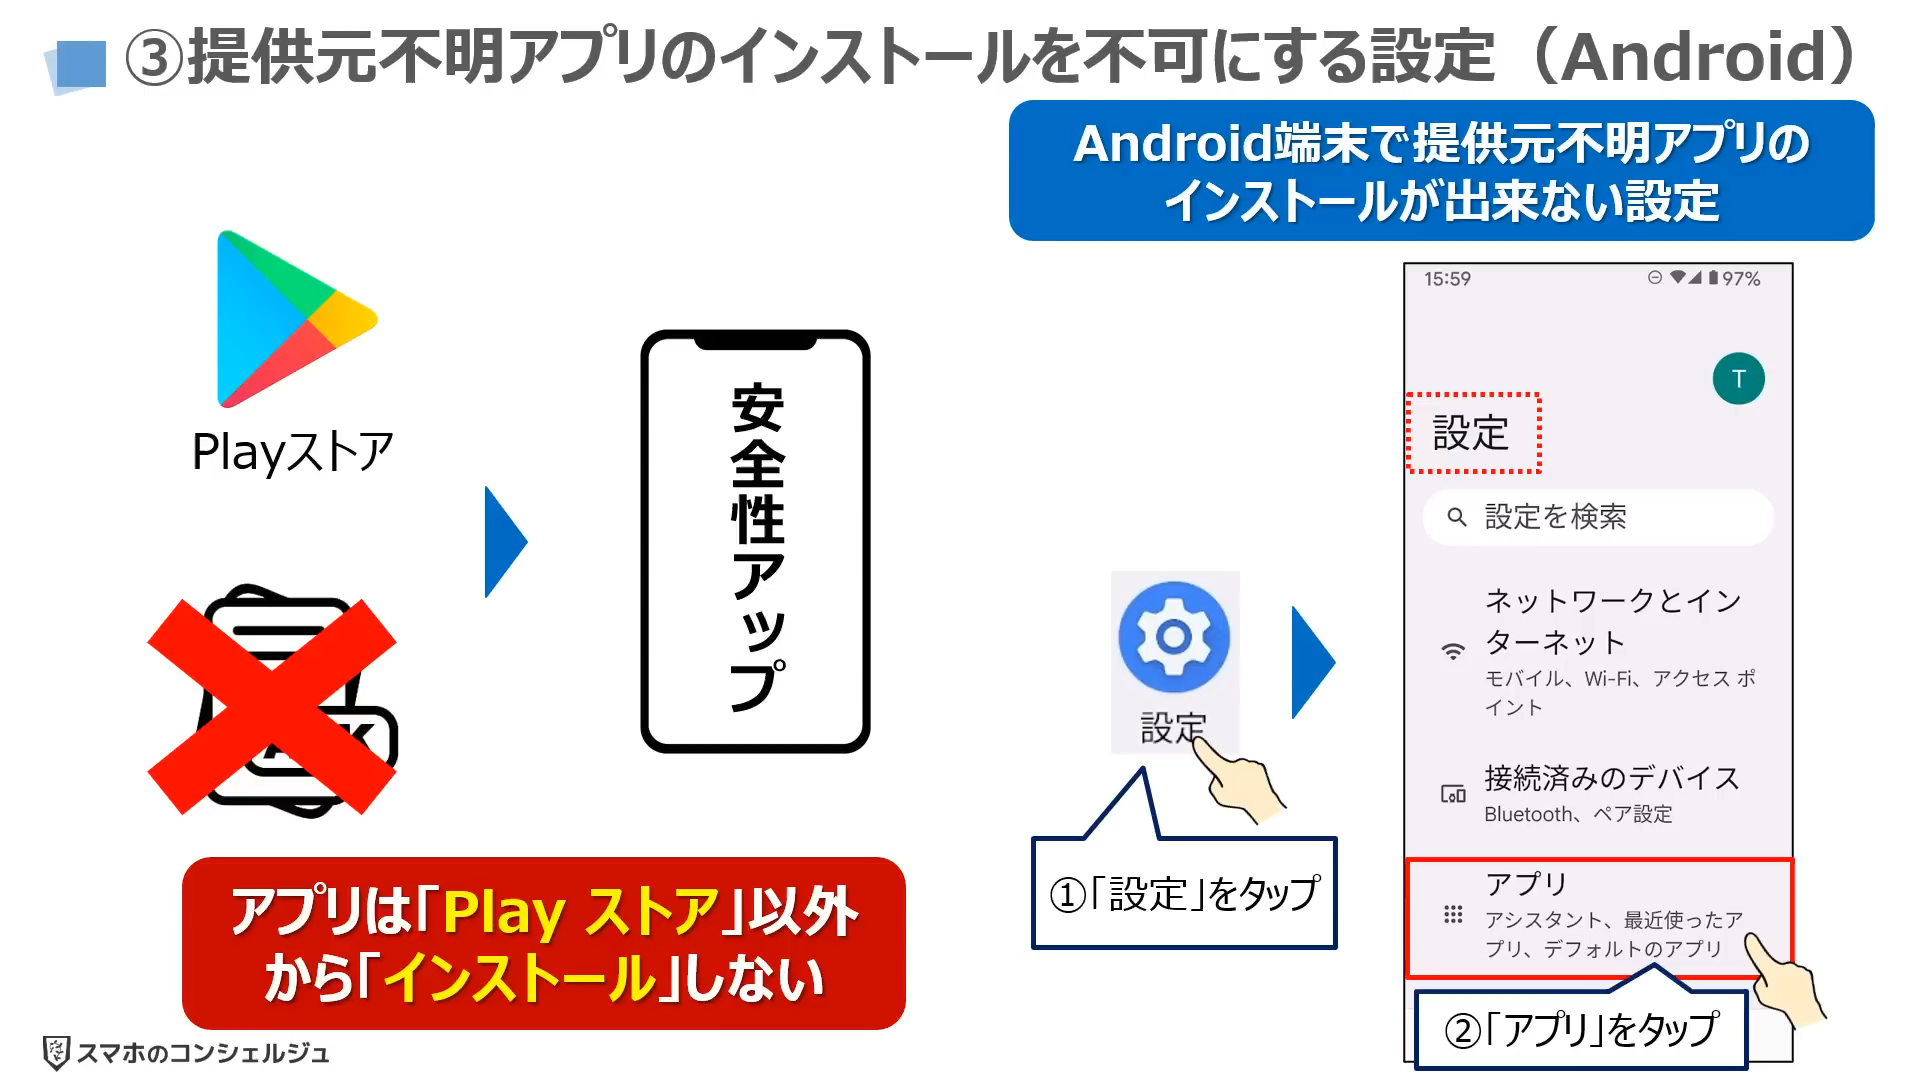 ③提供元不明アプリのインストールを不可にする設定（Android）
Android端末で提供元不明アプリの
インストールが出来ない設定
Playストア
安全性アップ
アプリは「Play ストア」以外
から「インストール」しない
設定
①「設定」をタップ
15:59
97%
T
設定
設定を検索
ネットワークとイン
ターネット
モバイル、Wi-Fi、アクセス ポ
イント
接続済みのデバイス
Bluetooth、ペア設定
アプリ
アシスタント、最近使ったア
プリ、デフォルトのアプリ
②「アプリ」をタップ
スマホのコンシェルジュ